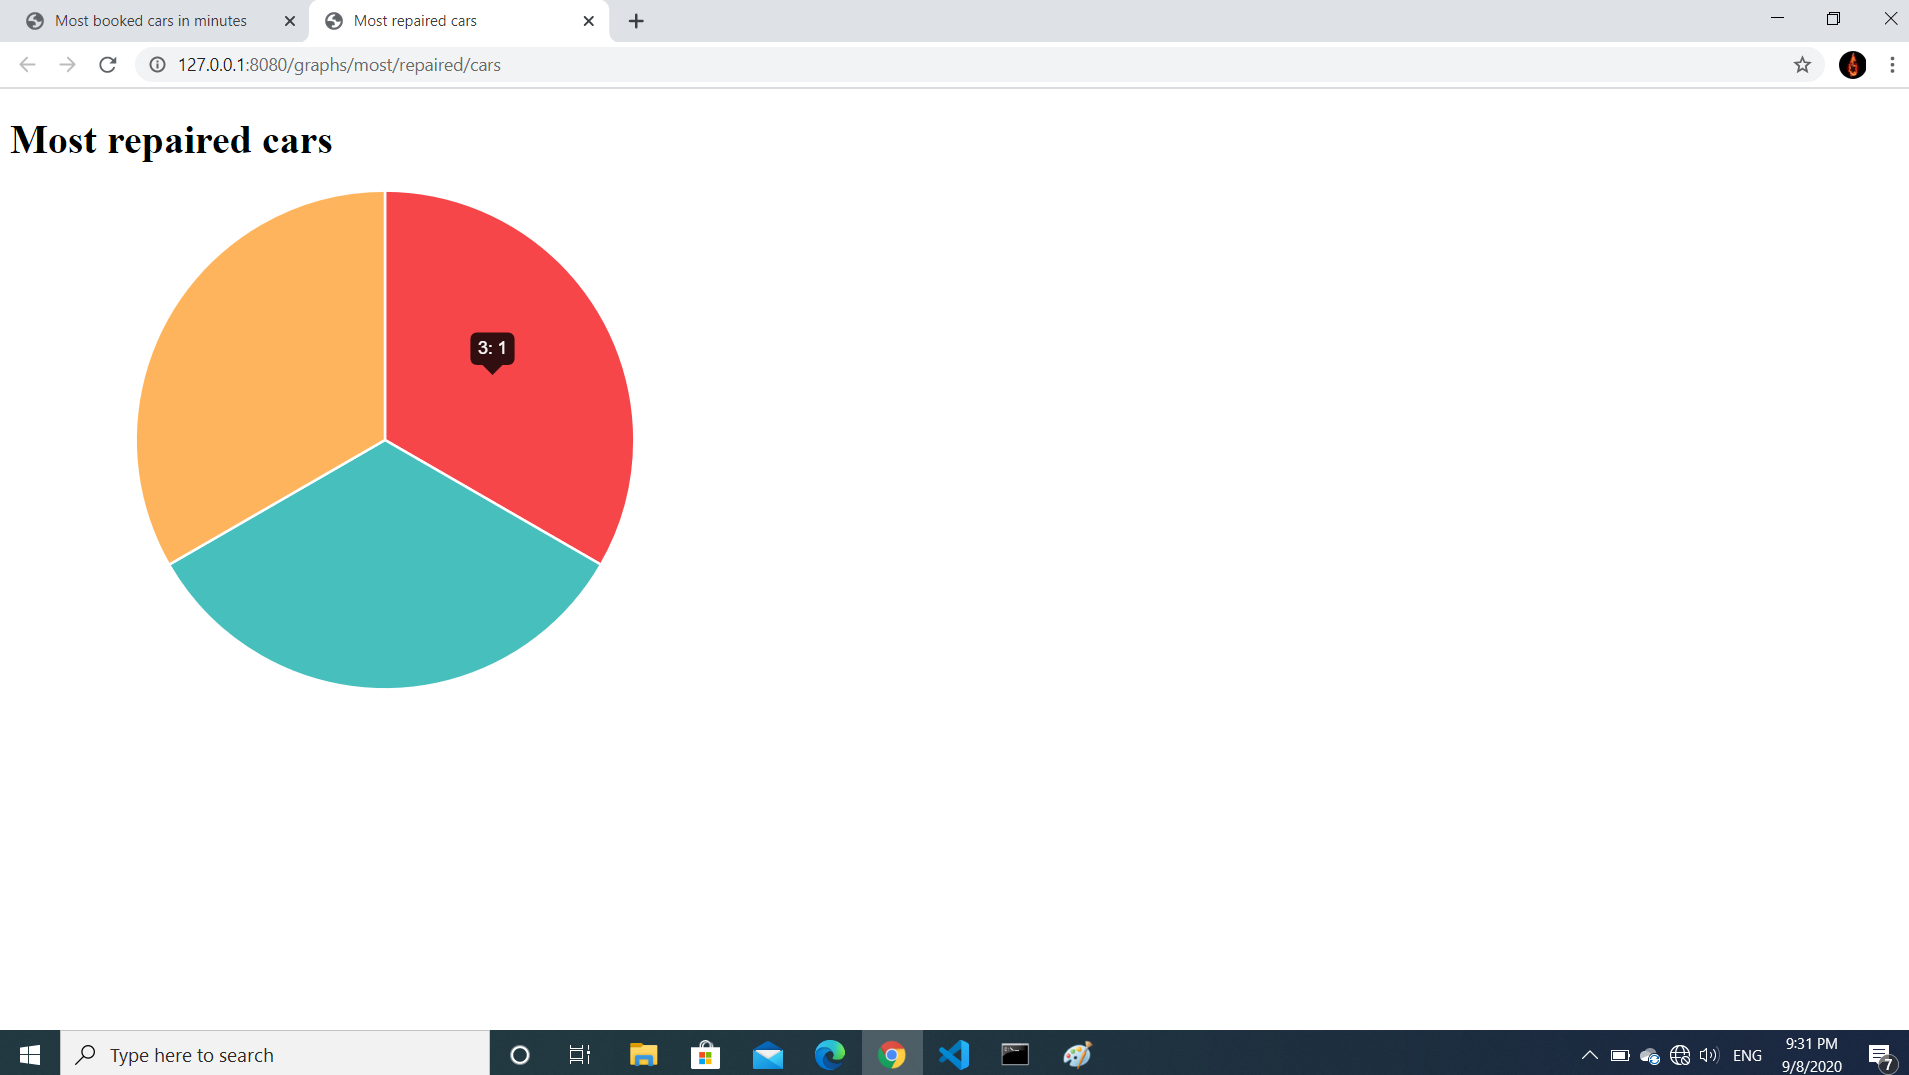 Most booked cars in minutes
Most repaired cars
127.0.0.1:8080/graphs/most/repaired/cars
Most repaired cars
3: 1
Type here to search
ENG
9:31 PM
9/8/2020
7